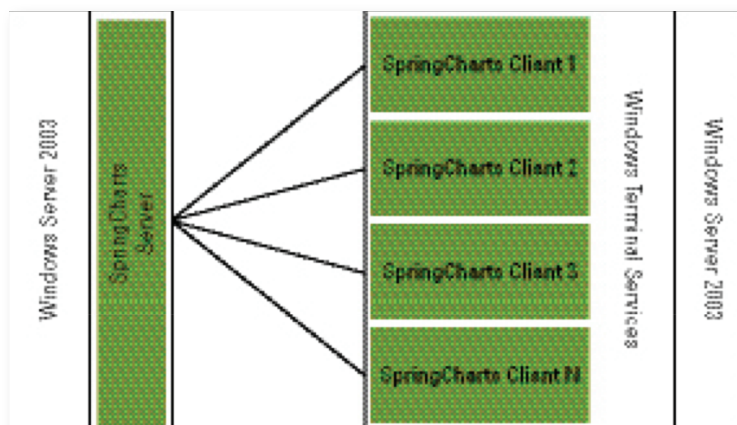 Windows Server 2003
SpringCharts
Server
SpringCharts Client 1
SpringCharts Client 2
SpringCharts Client 3
SpringCharts Client N
Windows Terminal Services
Windows Server 2003